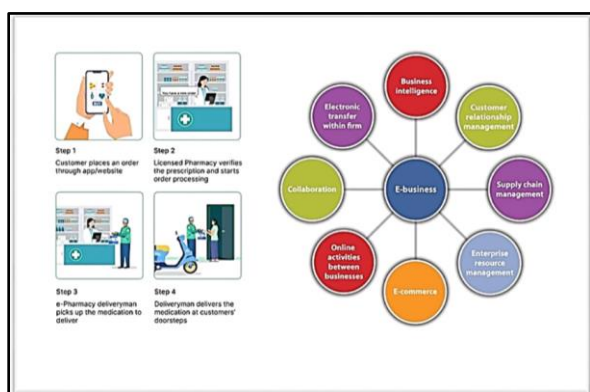 Step 1
Customer places an order
through app/website
Step 2
Licensed Pharmacy verifies
the prescription and starts
order processing
Step 3
e-Pharmacy deliveryman
picks up the medication to
deliver
Step 4
Deliveryman delivers the
medication at customers'
doorsteps
Business
intelligence
Customer
relationship
management
Supply chain
management
Enterprise
resource
management
E-commerce
Online
activities
between
businesses
Collaboration
Electronic
transfer
within firm
E-business